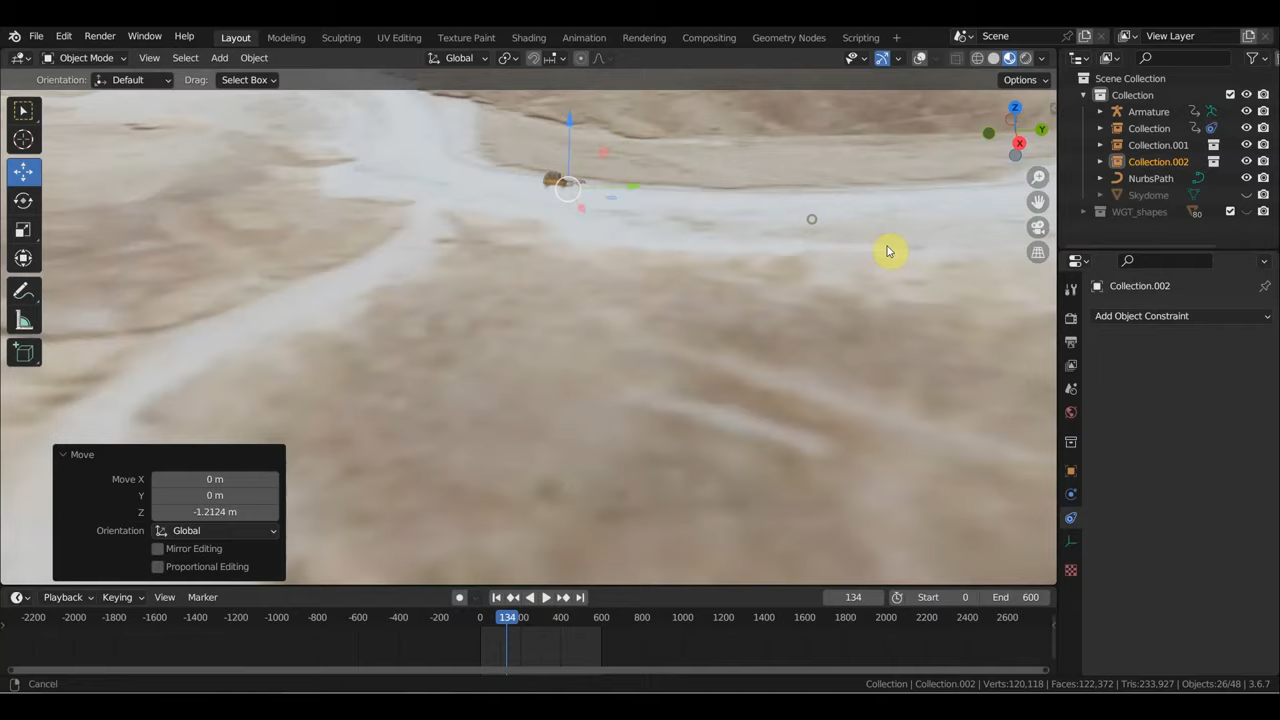 File Edit Render Window Help Layout Modeling Sculpting UV Editing Texture Paint Shading Animation Rendering Compositing Geometry Nodes Scripting + Scene View Layer
Object Mode View Select Add Object Global
Orientation: Default Drag: Select Box Options
Z
Y
X
Scene Collection
Collection
Armature
Collection
Collection.001
Collection.002
NurbsPath
Skydome
WGT_shapes 80
Collection.002
Add Object Constraint
Move
Move X 0 m
Y 0 m
Z -1.2124 m
Orientation Global
Mirror Editing
Proportional Editing
Playback Keying View Marker 134 Start 0 End 600
-2200 -2000 -1800 -1600 -1400 -1200 -1000 -800 -600 -400 -200 0 134 200 400 600 800 1000 1200 1400 1600 1800 2000 2200 2400 2600
Cancel Collection | Collection.002 | Verts:120,118 | Faces:122,372 | Tris:233,927 | Objects:26/48 | 3.6.7